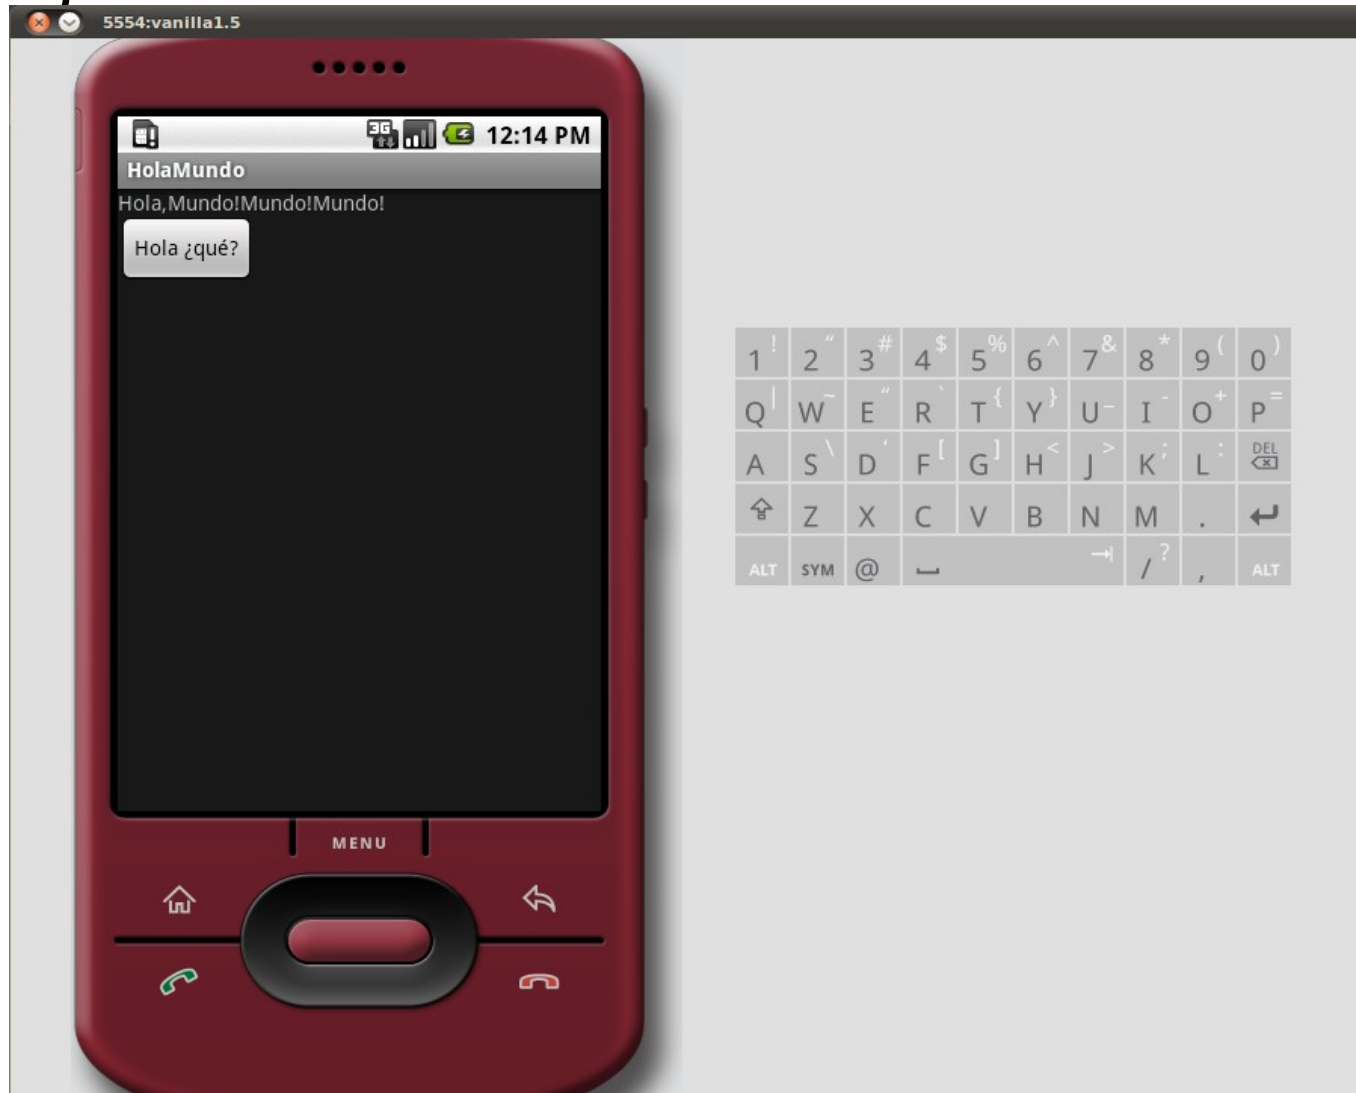 5554:vanilla1.5
3G 12:14 PM
HolaMundo
Hola,Mundo!Mundo!Mundo!
Hola ¿qué?
MENU
1 ! 2 “ 3 # 4 $ 5 % 6 ^ 7 & 8 * 9 ( 0 )
Q | W ~ E “ R ` T { Y } U _ I - O + P =
A S \ D ‘ F [ G ] H < J > K ; L : DEL
Z X C V B N M .
ALT SYM @ / ? , ALT